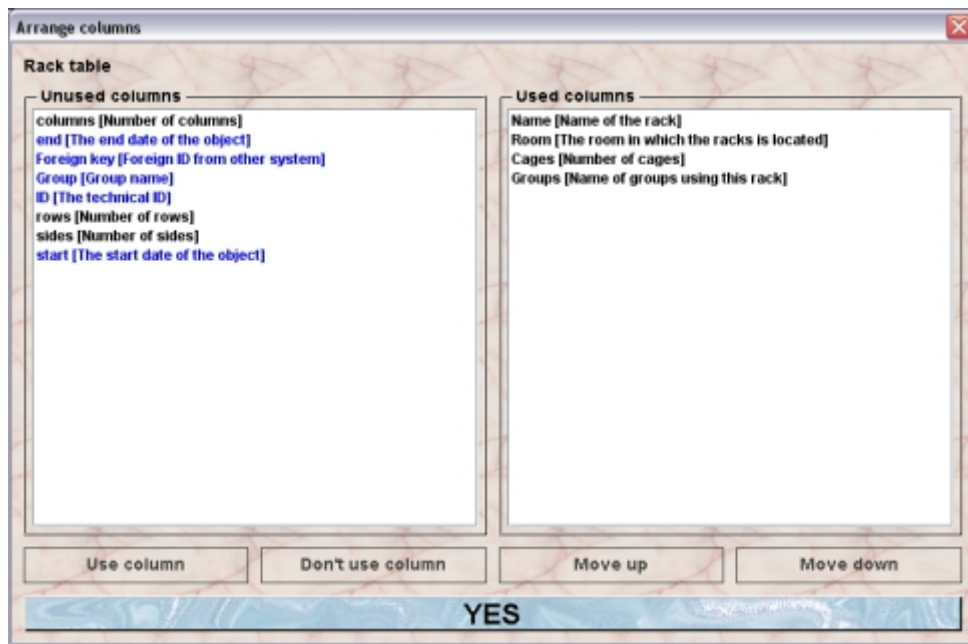 Arrange columns
Rack table
Unused columns
columns [Number of columns]
end [The end date of the object]
Foreign key [Foreign ID from other system]
Group [Group name]
ID [The technical ID]
rows [Number of rows]
sides [Number of sides]
start [The start date of the object]
Used columns
Name [Name of the rack]
Room [The room in which the racks is located]
Cages [Number of cages]
Groups [Name of groups using this rack]
Use column
Don't use column
Move up
Move down
YES